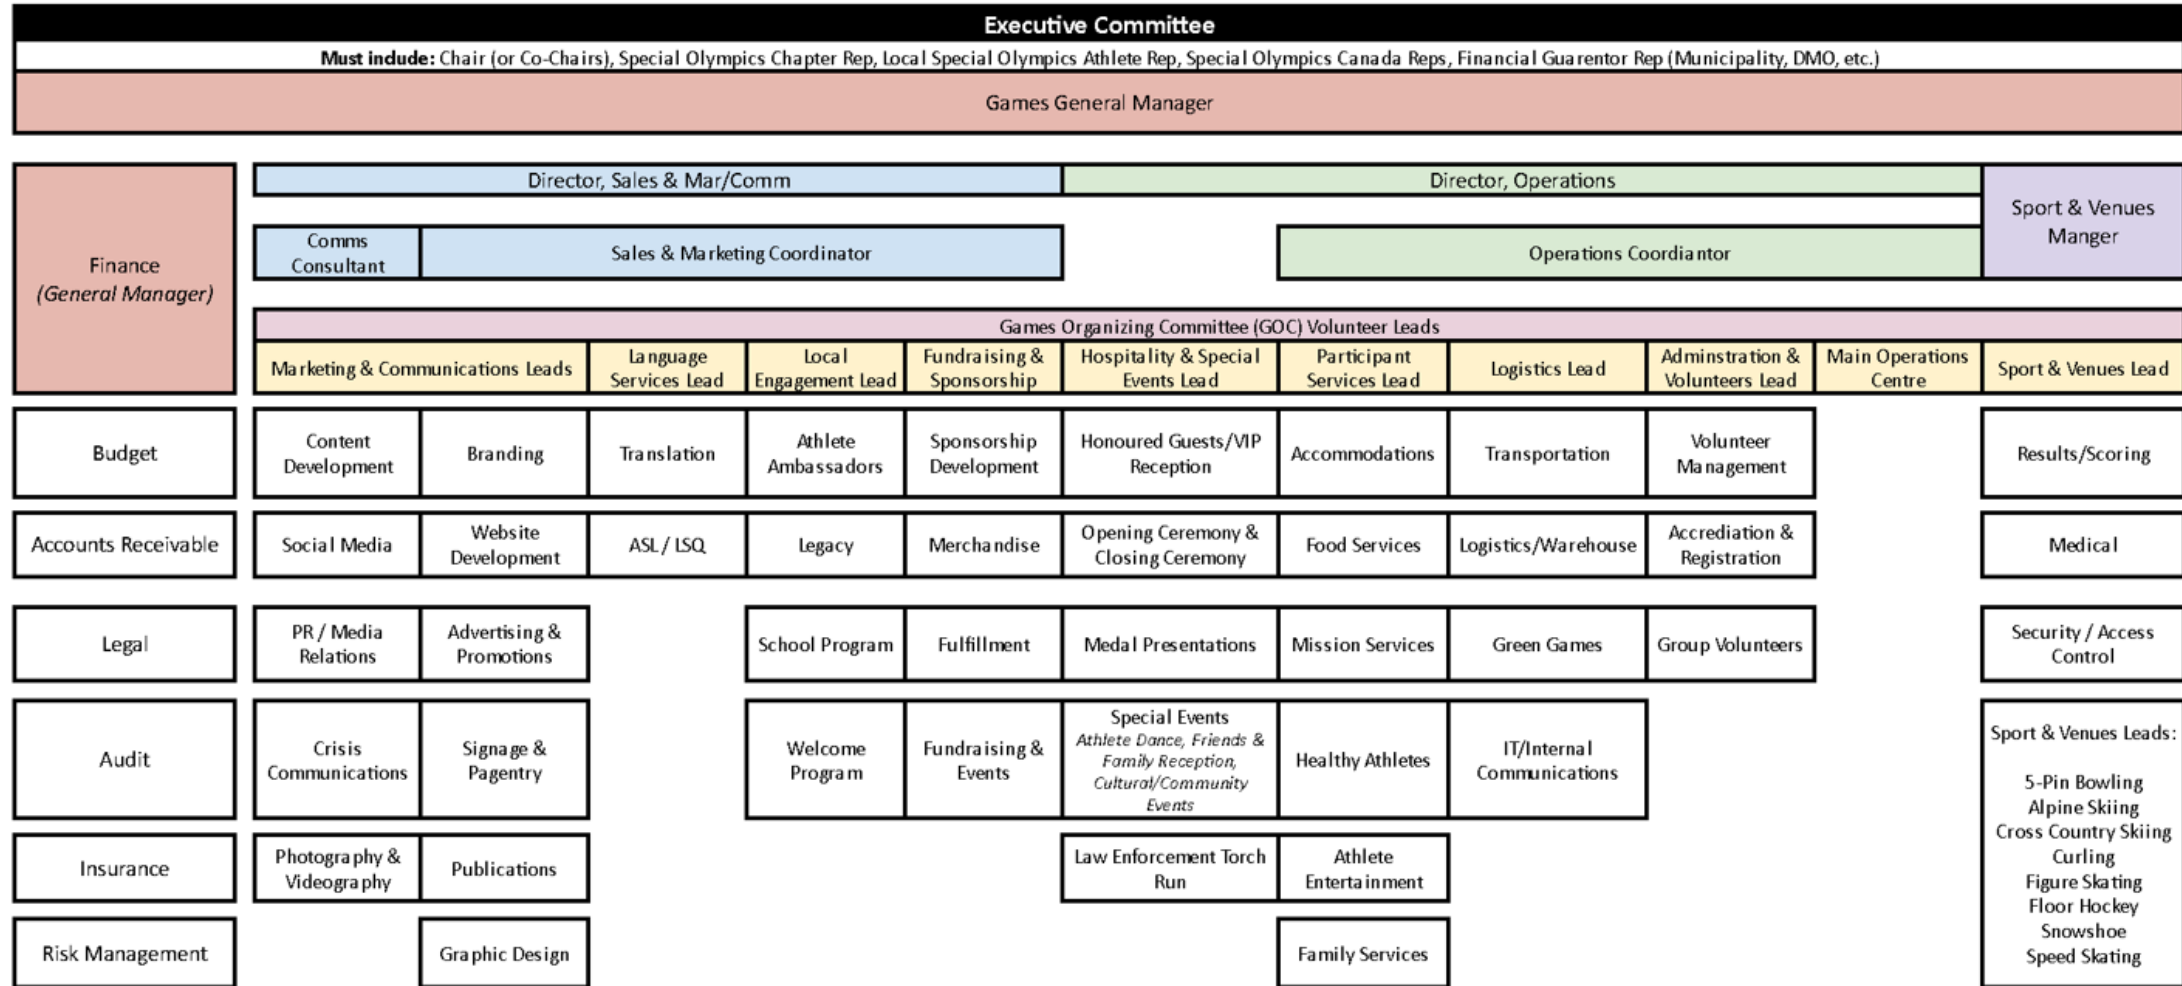 Executive Committee
Must include: Chair (or Co-Chairs), Special Olympics Chapter Rep, Local Special Olympics Athlete Rep, Special Olympics Canada Reps, Financial Guarentor Rep (Municipality, DMO, etc.)
Games General Manager
Finance
(General Manager)
Director, Sales & Mar/Comm
Director, Operations
Sport & Venues
Manger
Comms
Consultant
Sales & Marketing Coordinator
Operations Coordiantor
Games Organizing Committee (GOC) Volunteer Leads
Marketing & Communications Leads
Language
Services Lead
Local
Engagement Lead
Fundraising &
Sponsorship
Hospitality & Special
Events Lead
Participant
Services Lead
Logistics Lead
Adminstration &
Volunteers Lead
Main Operations
Centre
Sport & Venues Lead
Budget
Content
Development
Branding
Translation
Athlete
Ambassadors
Sponsorship
Development
Honoured Guests/VIP
Reception
Accommodations
Transportation
Volunteer
Management
Results/Scoring
Accounts Receivable
Social Media
Website
Development
ASL / LSQ
Legacy
Merchandise
Opening Ceremony &
Closing Ceremony
Food Services
Logistics/Warehouse
Accrediation &
Registration
Medical
Legal
PR / Media
Relations
Advertising &
Promotions
School Program
Fulfillment
Medal Presentations
Mission Services
Green Games
Group Volunteers
Security / Access
Control
Audit
Crisis
Communications
Signage &
Pagentry
Welcome
Program
Fundraising &
Events
Special Events
Athlete Dance, Friends &
Family Reception,
Cultural/Community
Events
Healthy Athletes
IT/Internal
Communications
Sport & Venues Leads:
5-Pin Bowling
Alpine Skiing
Cross Country Skiing
Curling
Figure Skating
Floor Hockey
Snowshoe
Speed Skating
Insurance
Photography &
Videography
Publications
Law Enforcement Torch
Run
Athlete
Entertainment
Risk Management
Graphic Design
Family Services